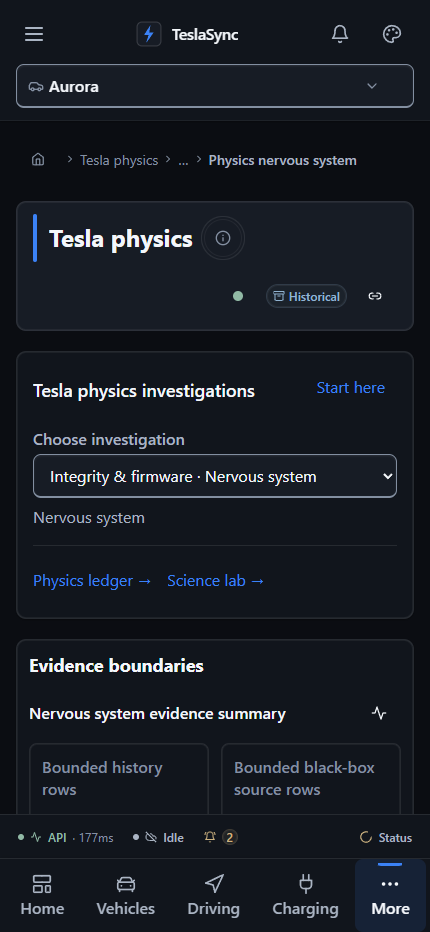 TeslaSync
Aurora
Tesla physics
...
Physics nervous system
Tesla physics
Historical
Tesla physics investigations
Start here
Choose investigation
Integrity & firmware · Nervous system
Nervous system
Physics ledger →
Science lab →
Evidence boundaries
Nervous system evidence summary
Bounded history
rows
Bounded black-box
source rows
API · 177ms
Idle
2
Status
Home
Vehicles
Driving
Charging
More